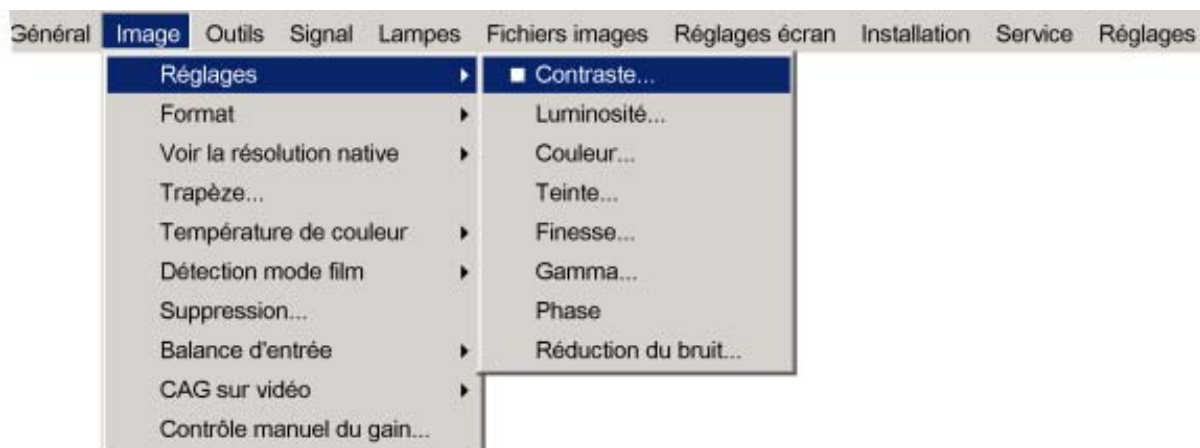 Général Image Outils Signal Lampes Fichiers images Réglages écran Installation Service Réglages
Réglages
Format
Voir la résolution native
Trapèze...
Température de couleur
Détection mode film
Suppression...
Balance d'entrée
CAG sur vidéo
Contrôle manuel du gain...
Contraste...
Luminosité...
Couleur...
Teinte...
Finesse...
Gamma...
Phase
Réduction du bruit...